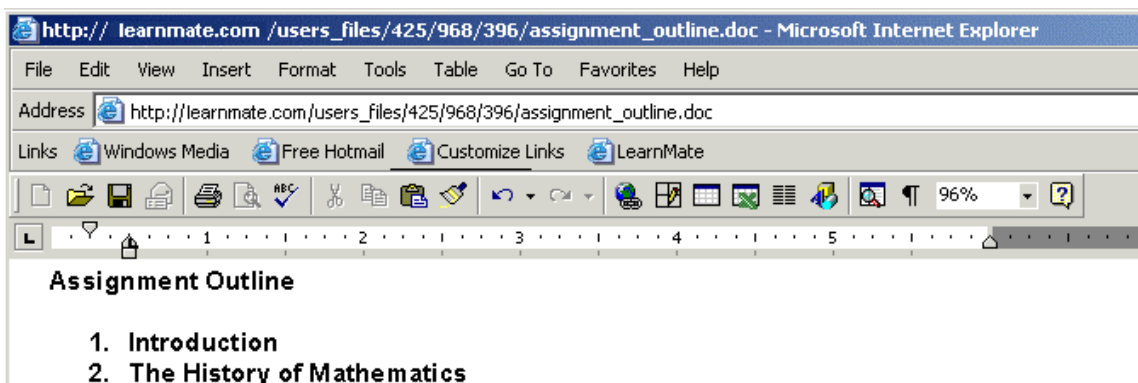 http:// learnmate.com /users_files/425/968/396/assignment_outline.doc - Microsoft Internet Explorer
File Edit View Insert Format Tools Table Go To Favorites Help
Address http://learnmate.com/users_files/425/968/396/assignment_outline.doc
Links Windows Media Free Hotmail Customize Links LearnMate
ABC 96%
1 2 3 4 5
Assignment Outline
1. Introduction
2. The History of Mathematics